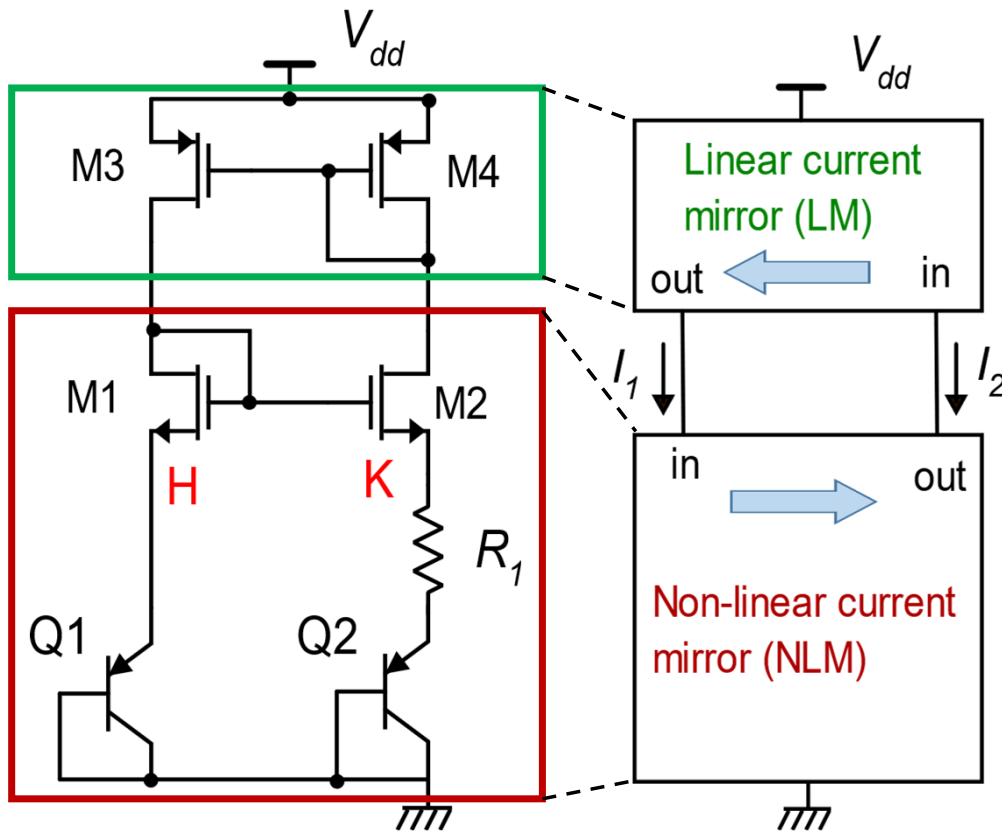 V_dd
M3
M4
M1
M2
H
K
R_1
Q1
Q2
V_dd
Linear current
mirror (LM)
out
in
I_1
I_2
in
out
Non-linear current
mirror (NLM)